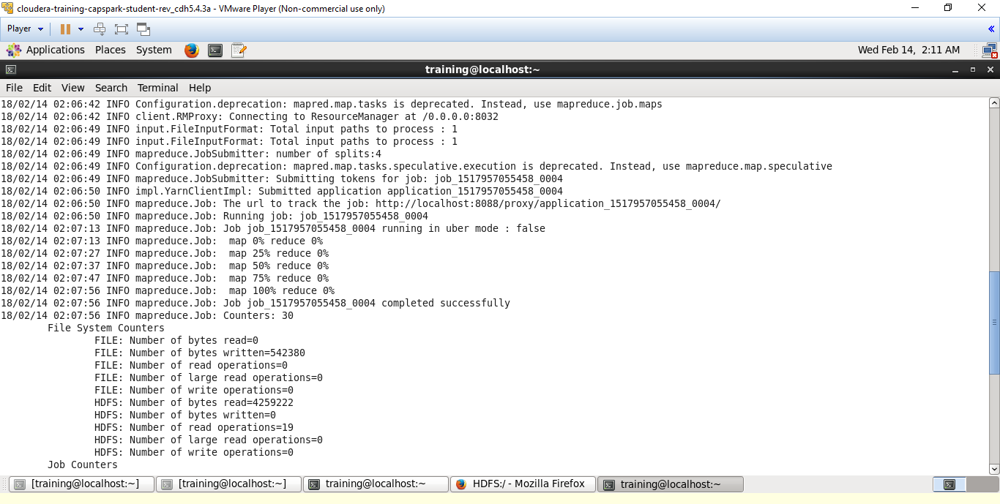 cloudera-training-capspark-student-rev_cdh5.4.3a - VMware Player (Non-commercial use only)
Player
Applications Places System Wed Feb 14, 2:11 AM
training@localhost:~
File Edit View Search Terminal Help
18/02/14 02:06:42 INFO Configuration.deprecation: mapred.map.tasks is deprecated. Instead, use mapreduce.job.maps
18/02/14 02:06:42 INFO client.RMProxy: Connecting to ResourceManager at /0.0.0.0:8032
18/02/14 02:06:49 INFO input.FileInputFormat: Total input paths to process : 1
18/02/14 02:06:49 INFO input.FileInputFormat: Total input paths to process : 1
18/02/14 02:06:49 INFO mapreduce.JobSubmitter: number of splits:4
18/02/14 02:06:49 INFO Configuration.deprecation: mapred.map.tasks.speculative.execution is deprecated. Instead, use mapreduce.map.speculative
18/02/14 02:06:49 INFO mapreduce.JobSubmitter: Submitting tokens for job: job_1517957055458_0004
18/02/14 02:06:50 INFO impl.YarnClientImpl: Submitted application application_1517957055458_0004
18/02/14 02:06:50 INFO mapreduce.Job: The url to track the job: http://localhost:8088/proxy/application_1517957055458_0004/
18/02/14 02:06:50 INFO mapreduce.Job: Running job: job_1517957055458_0004
18/02/14 02:07:13 INFO mapreduce.Job: Job job_1517957055458_0004 running in uber mode : false
18/02/14 02:07:13 INFO mapreduce.Job:  map 0% reduce 0%
18/02/14 02:07:27 INFO mapreduce.Job:  map 25% reduce 0%
18/02/14 02:07:37 INFO mapreduce.Job:  map 50% reduce 0%
18/02/14 02:07:47 INFO mapreduce.Job:  map 75% reduce 0%
18/02/14 02:07:56 INFO mapreduce.Job:  map 100% reduce 0%
18/02/14 02:07:56 INFO mapreduce.Job: Job job_1517957055458_0004 completed successfully
18/02/14 02:07:56 INFO mapreduce.Job: Counters: 30
File System Counters
FILE: Number of bytes read=0
FILE: Number of bytes written=542380
FILE: Number of read operations=0
FILE: Number of large read operations=0
FILE: Number of write operations=0
HDFS: Number of bytes read=4259222
HDFS: Number of bytes written=0
HDFS: Number of read operations=19
HDFS: Number of large read operations=0
HDFS: Number of write operations=0
Job Counters
[training@localhost:~] [training@localhost:~] training@localhost:~ HDFS:/ - Mozilla Firefox training@localhost:~